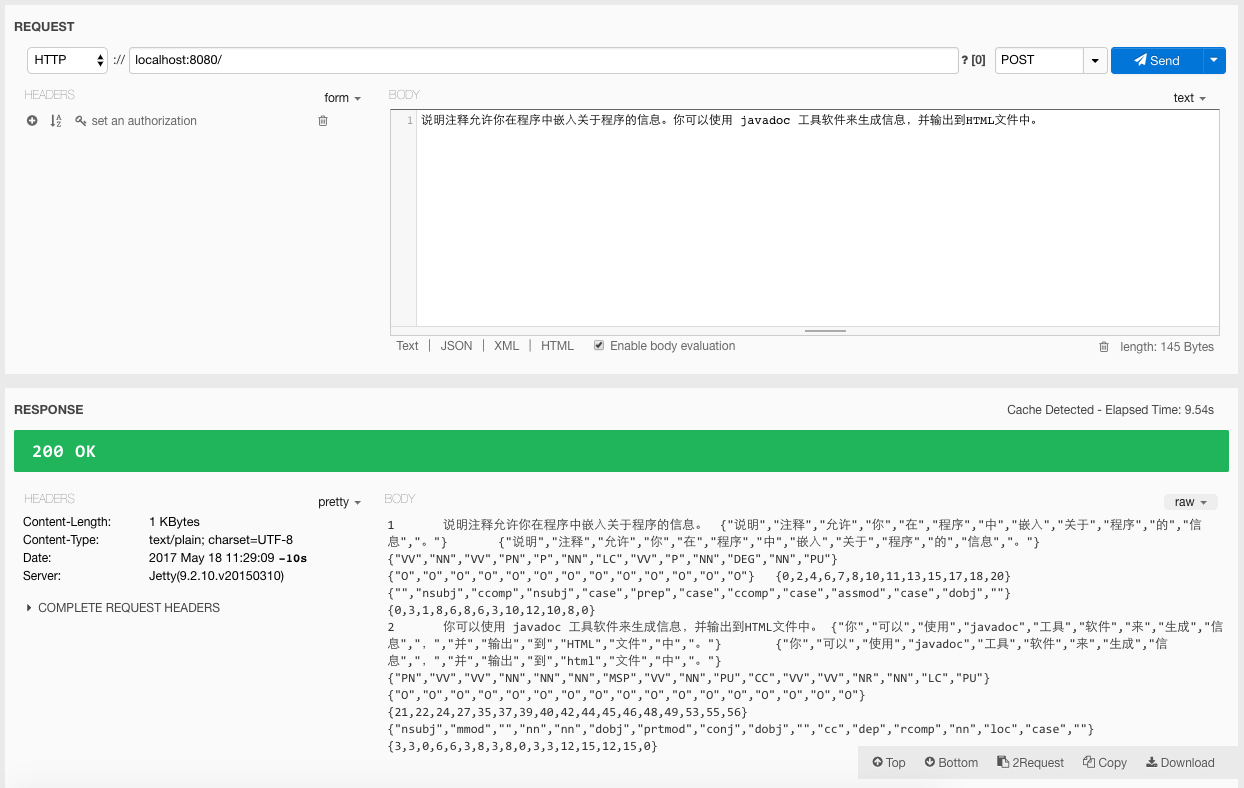 REQUEST
HTTP :// localhost:8080/ ? [0] POST Send
HEADERS form
set an authorization
BODY text
1 说明注释允许你在程序中嵌入关于程序的信息。你可以使用 javadoc 工具软件来生成信息，并输出到HTML文件中。
Text | JSON | XML | HTML Enable body evaluation length: 145 Bytes
RESPONSE Cache Detected - Elapsed Time: 9.54s
200 OK
HEADERS pretty
Content-Length: 1 KBytes
Content-Type: text/plain; charset=UTF-8
Date: 2017 May 18 11:29:09 -10s
Server: Jetty(9.2.10.v20150310)
COMPLETE REQUEST HEADERS
BODY raw
1 说明注释允许你在程序中嵌入关于程序的信息。 {"说明","注释","允许","你","在","程序","中","嵌入","关于","程序","的","信
息","。"} {"说明","注释","允许","你","在","程序","中","嵌入","关于","程序","的","信息","。"}
{"VV","NN","VV","PN","P","NN","LC","VV","P","NN","DEG","NN","PU"}
{"O","O","O","O","O","O","O","O","O","O","O","O","O"} {0,2,4,6,7,8,10,11,13,15,17,18,20}
{"","nsubj","ccomp","nsubj","case","prep","case","ccomp","case","assmod","case","dobj",""}
{0,3,1,8,6,8,6,3,10,12,10,8,0}
2 你可以使用 javadoc 工具软件来生成信息，并输出到HTML文件中。 {"你","可以","使用","javadoc","工具","软件","来","生成","信
息","，","并","输出","到","HTML","文件","中","。"} {"你","可以","使用","javadoc","工具","软件","来","生成","信
息","，","并","输出","到","html","文件","中","。"}
{"PN","VV","VV","NN","NN","NN","MSP","VV","NN","PU","CC","VV","VV","NR","NN","LC","PU"}
{"O","O","O","O","O","O","O","O","O","O","O","O","O","O","O","O","O"}
{21,22,24,27,35,37,39,40,42,44,45,46,48,49,53,55,56}
{"nsubj","mmod","","nn","nn","dobj","prtmod","conj","dobj","","cc","dep","rcomp","nn","loc","case",""}
{3,3,0,6,6,3,8,3,8,0,3,3,12,15,12,15,0}
Top Bottom 2Request Copy Download